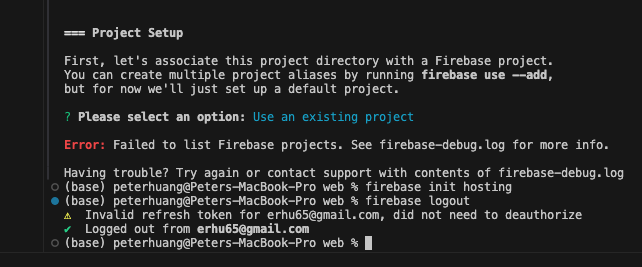 === Project Setup
First, let's associate this project directory with a Firebase project.
You can create multiple project aliases by running firebase use --add,
but for now we'll just set up a default project.
? Please select an option: Use an existing project
Error: Failed to list Firebase projects. See firebase-debug.log for more info.
Having trouble? Try again or contact support with contents of firebase-debug.log
(base) peterhuang@Peters-MacBook-Pro web % firebase init hosting
(base) peterhuang@Peters-MacBook-Pro web % firebase logout
⚠ Invalid refresh token for erhu65@gmail.com, did not need to deauthorize
✔ Logged out from erhu65@gmail.com
(base) peterhuang@Peters-MacBook-Pro web %